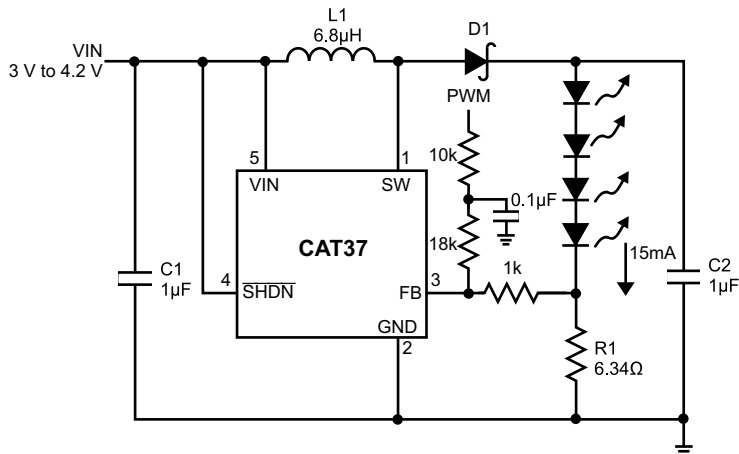 L1
6.8µH
D1
VIN
3 V to 4.2 V
PWM
10k
5
1
VIN
SW
0.1µF
CAT37
18k
15mA
C1
1µF
4
SHDN
FB
3
1k
C2
1µF
GND
2
R1
6.34Ω